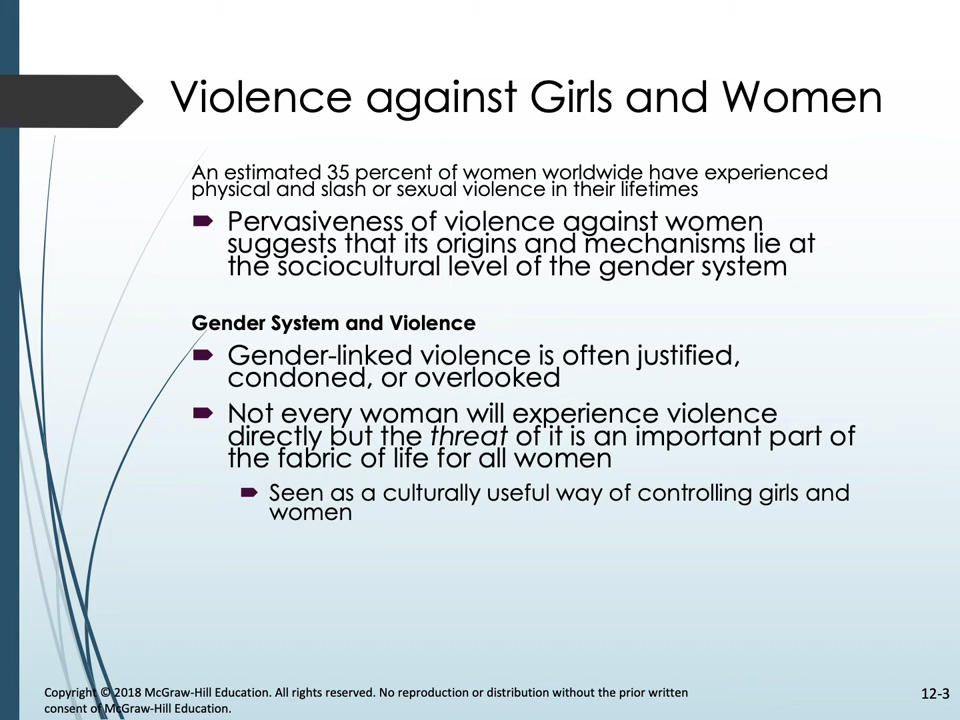 Violence against Girls and Women
An estimated 35 percent of women worldwide have experienced
physical and slash or sexual violence in their lifetimes
Pervasiveness of violence against women
suggests that its origins and mechanisms lie at
the sociocultural level of the gender system
Gender System and Violence
Gender-linked violence is often justified,
condoned, or overlooked
Not every woman will experience violence
directly but the threat of it is an important part of
the fabric of life for all women
Seen as a culturally useful way of controlling girls and
women
Copyright © 2018 McGraw-Hill Education. All rights reserved. No reproduction or distribution without the prior written
consent of McGraw-Hill Education.
12-3